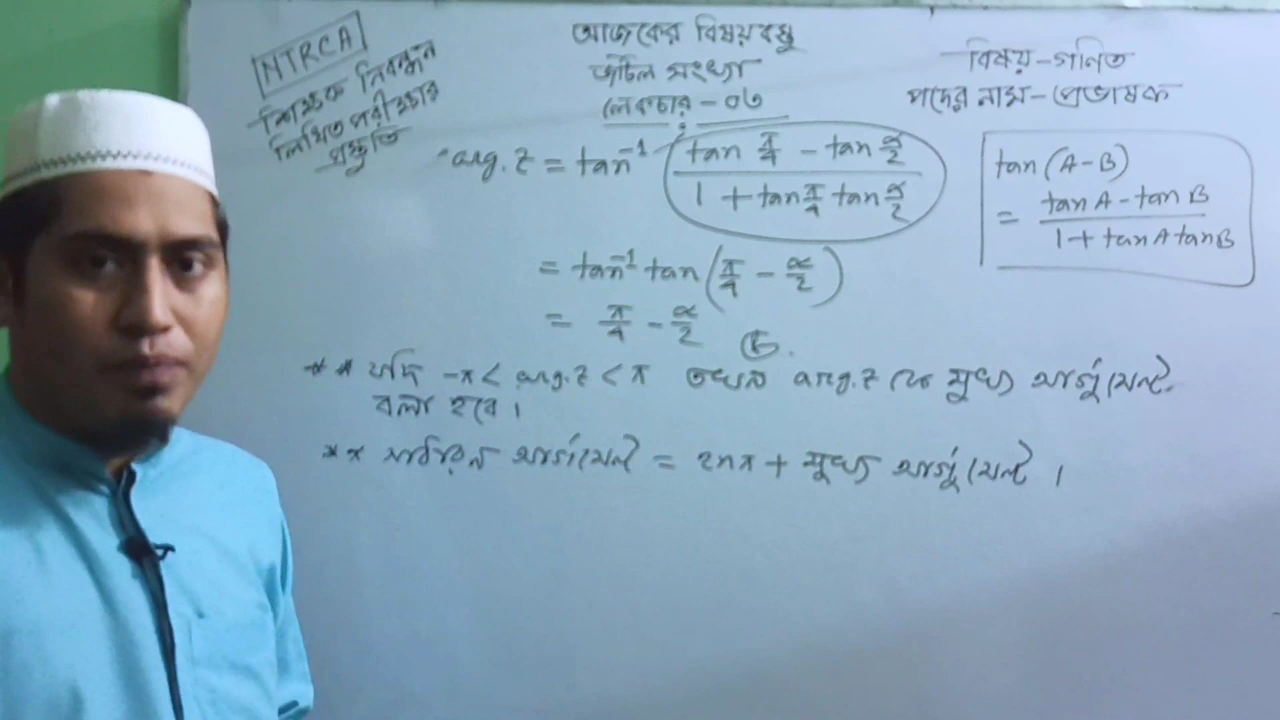 NTRCA
শিক্ষক নিবন্ধন
লিখিত পরীক্ষার
প্রস্তুতি
আজকের বিষয়বস্তু
জটিল সংখ্যা
লেকচার - ০৩
বিষয় - গণিত
পদের নাম - প্রভাষক
arg. z = tan⁻¹ (tan π/4 − tan α/2) / (1 + tan π/4 tan α/2)
tan (A − B)
= (tan A − tan B) / (1 + tan A tan B)
= tan⁻¹ tan (π/4 − α/2)
= π/4 − α/2
** যদি −π < arg. z < π তখন arg. z কে মুখ্য আর্গুমেন্ট
বলা হবে।
** সাধারন আর্গুমেন্ট = 2nπ + মুখ্য আর্গুমেন্ট ।